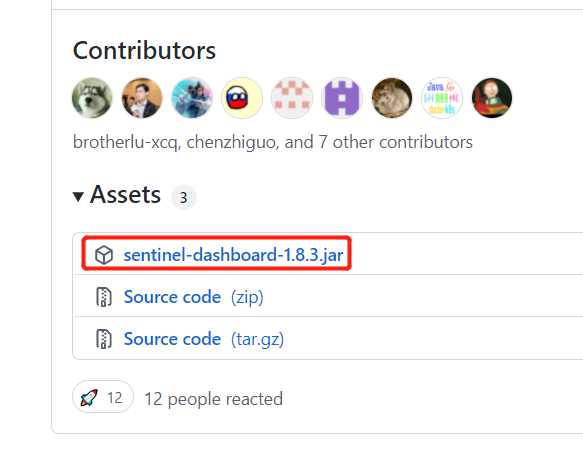 Contributors
brotherlu-xcq, chenzhiguo, and 7 other contributors
Assets 3
sentinel-dashboard-1.8.3.jar
Source code (zip)
Source code (tar.gz)
12 12 people reacted